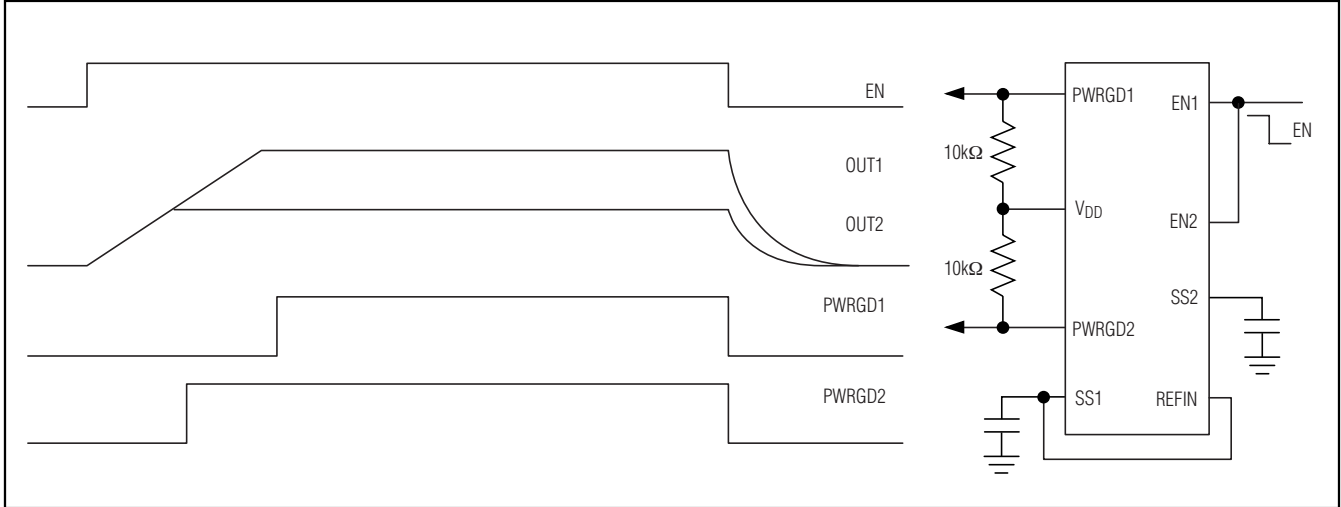 EN
OUT1
OUT2
PWRGD1
PWRGD2
PWRGD1
EN1
EN
10kΩ
VDD
EN2
10kΩ
SS2
PWRGD2
SS1
REFIN